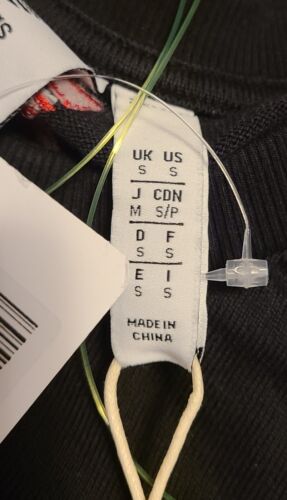 UK US
S S
J CDN
M S/P
D F
S S
E I
S S
MADE IN
CHINA